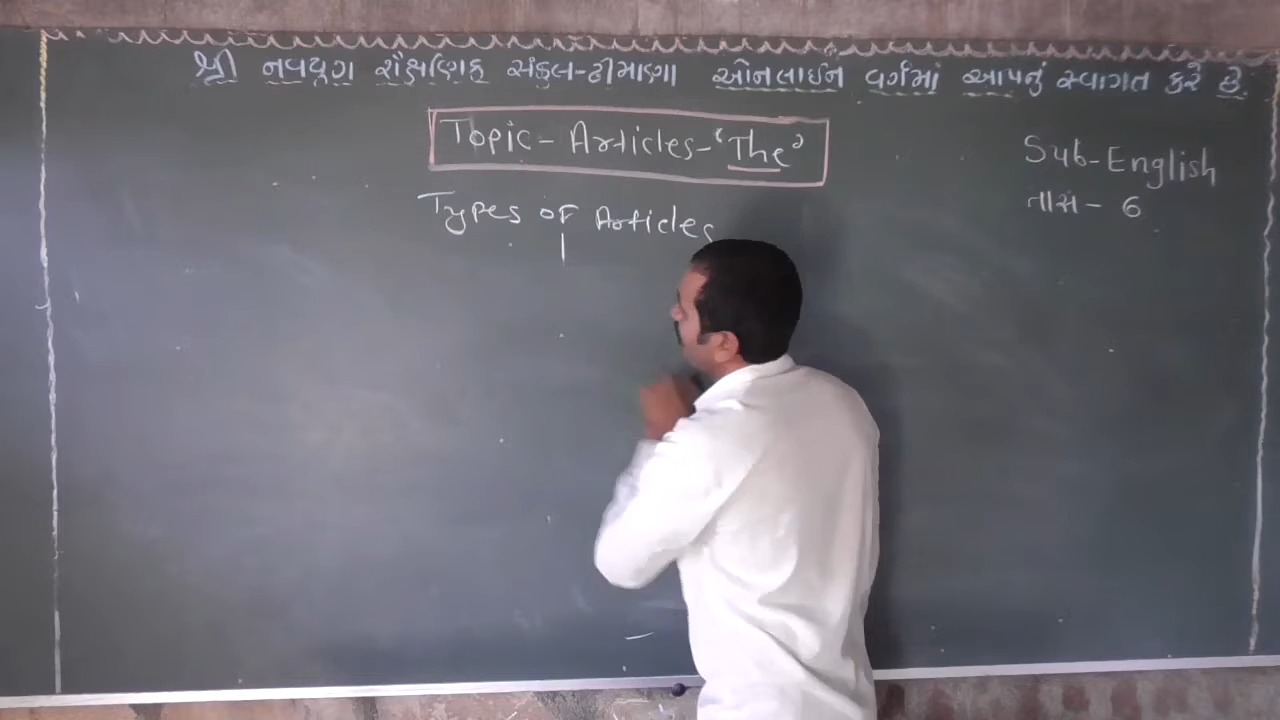 શ્રી નવયુગ શૈક્ષણિક સંકુલ-ઢીમાણા ઓનલાઈન વર્ગમાં આપનું સ્વાગત કરે છે.
Topic - Articles - 'The'
Sub - English
તાસ - 6
Types of Articles